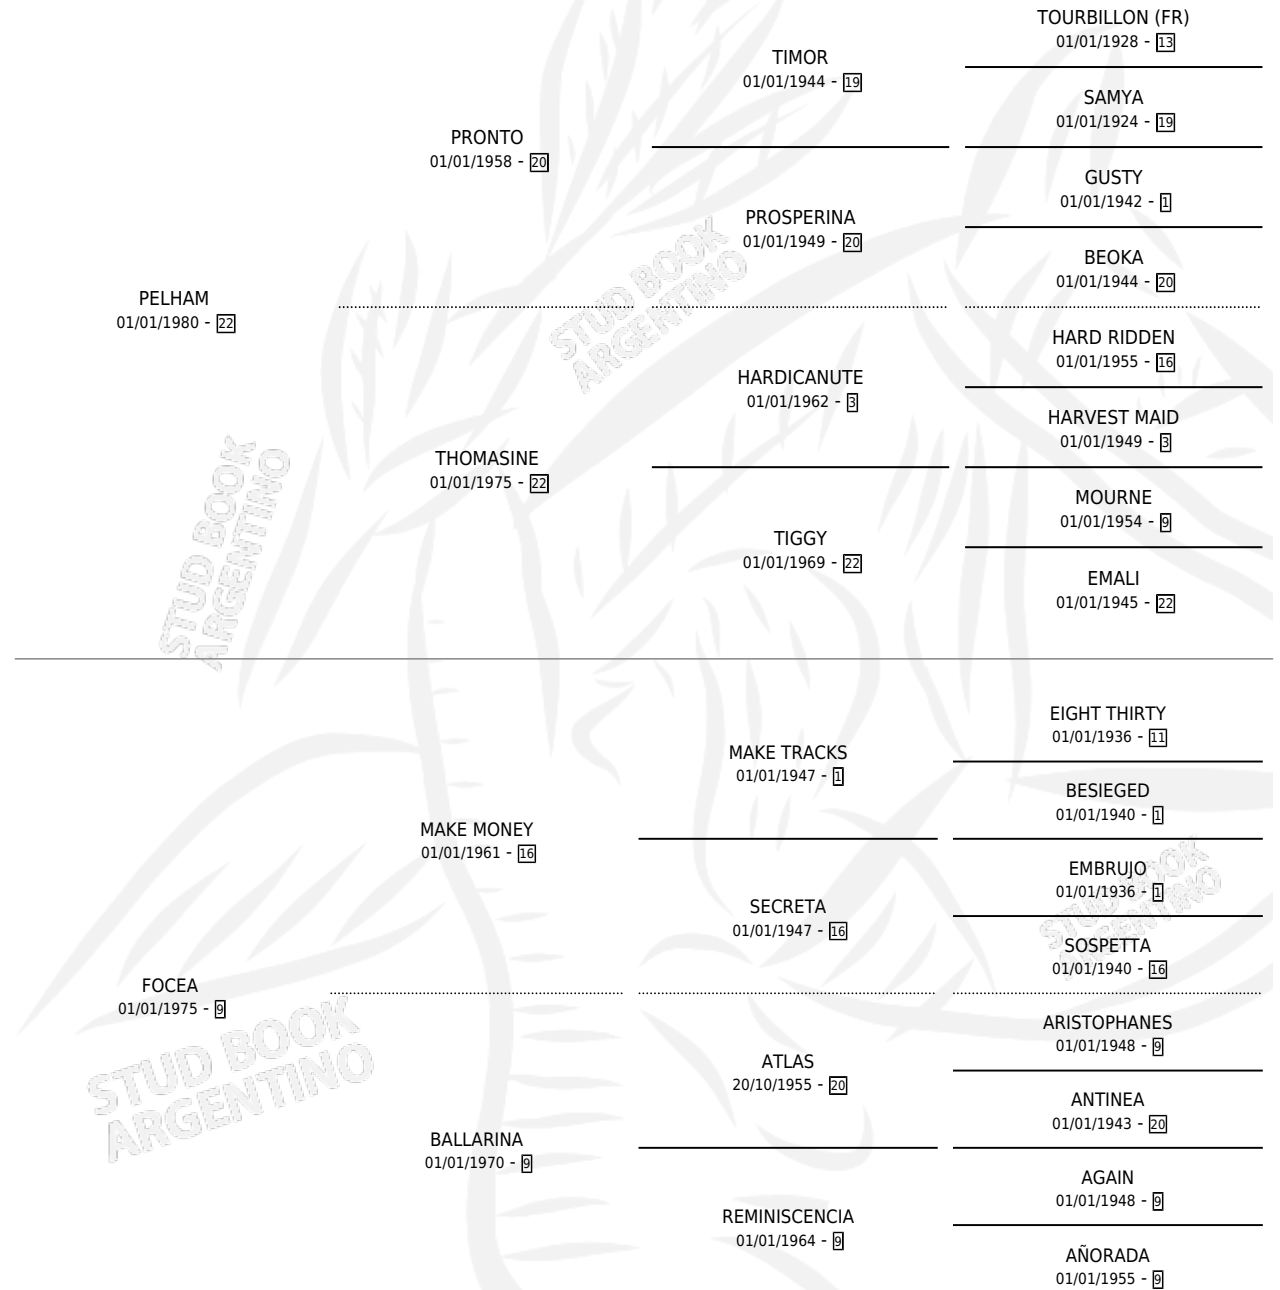 TOURBILLON (FR)
01/01/1928 - 13
TIMOR
01/01/1944 - 19
SAMYA
01/01/1924 - 19
PRONTO
01/01/1958 - 20
GUSTY
01/01/1942 - 1
PROSPERINA
01/01/1949 - 20
BEOKA
01/01/1944 - 20
PELHAM
01/01/1980 - 22
HARD RIDDEN
01/01/1955 - 16
HARDICANUTE
01/01/1962 - 3
HARVEST MAID
01/01/1949 - 3
THOMASINE
01/01/1975 - 22
MOURNE
01/01/1954 - 9
TIGGY
01/01/1969 - 22
EMALI
01/01/1945 - 22
EIGHT THIRTY
01/01/1936 - 11
MAKE TRACKS
01/01/1947 - 1
BESIEGED
01/01/1940 - 1
MAKE MONEY
01/01/1961 - 16
EMBRUJO
01/01/1936 - 1
SECRETA
01/01/1947 - 16
SOSPETTA
01/01/1940 - 16
FOCEA
01/01/1975 - 9
ARISTOPHANES
01/01/1948 - 9
ATLAS
20/10/1955 - 20
ANTINEA
01/01/1943 - 20
BALLARINA
01/01/1970 - 9
AGAIN
01/01/1948 - 9
REMINISCENCIA
01/01/1964 - 9
AÑORADA
01/01/1955 - 9
STUD BOOK
ARGENTINO
STUD BOOK
ARGENTINO
STUD BOOK
ARGENTINO
STUD BOOK
ARGENTINO